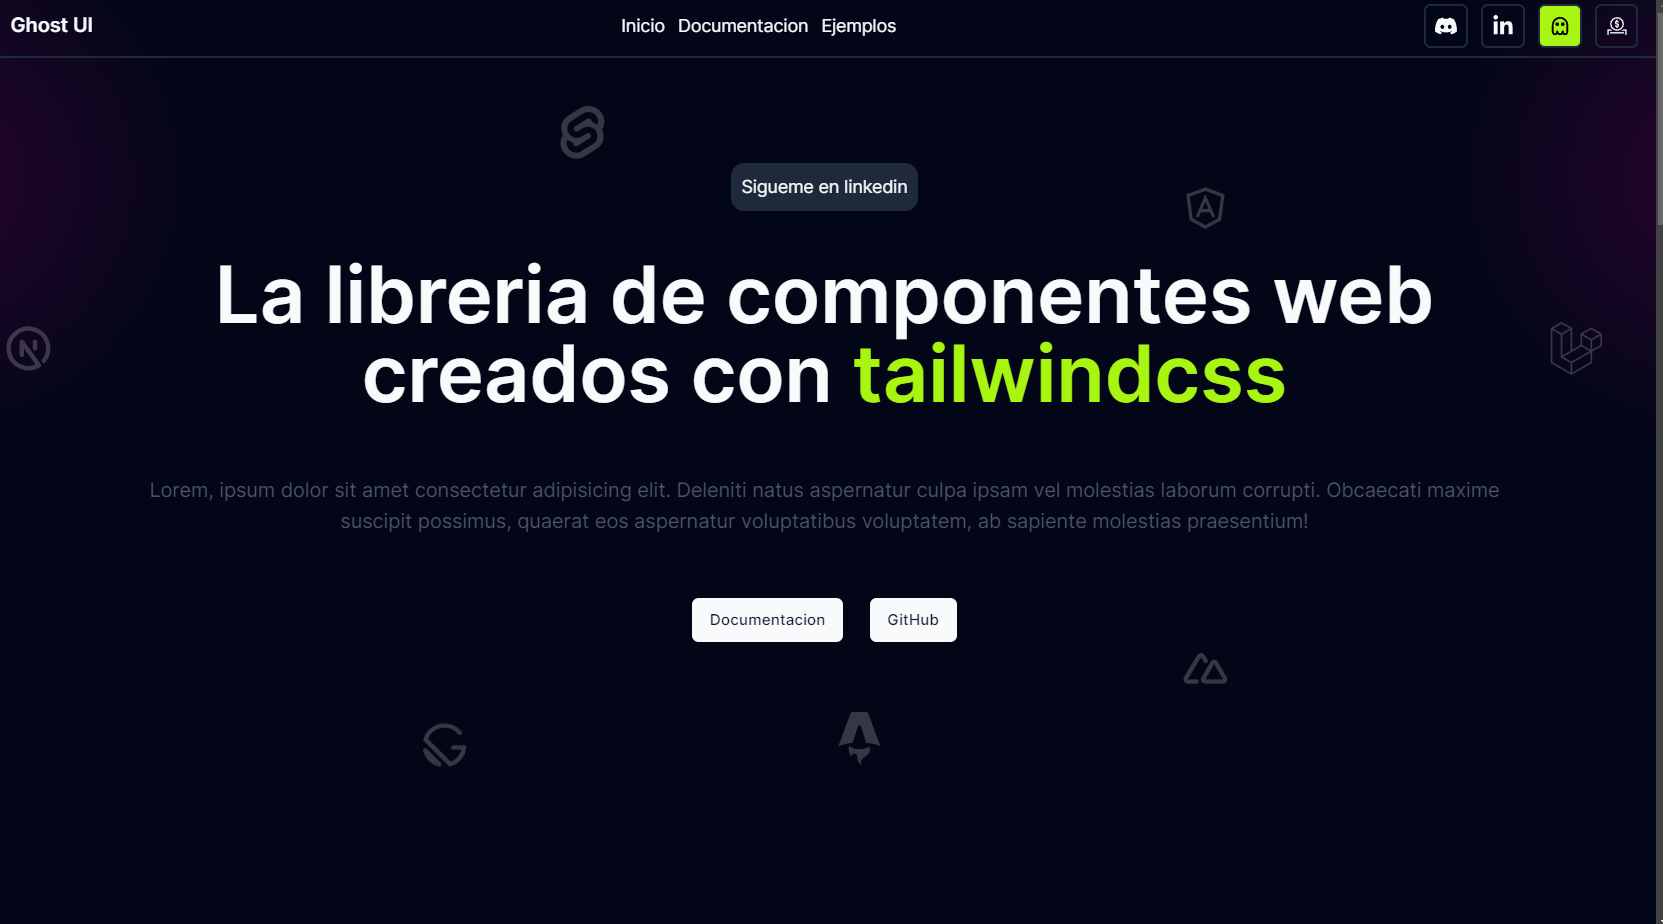 Ghost UI
Inicio Documentacion Ejemplos
Sigueme en linkedin
La libreria de componentes web
creados con tailwindcss
Lorem, ipsum dolor sit amet consectetur adipisicing elit. Deleniti natus aspernatur culpa ipsam vel molestias laborum corrupti. Obcaecati maxime
suscipit possimus, quaerat eos aspernatur voluptatibus voluptatem, ab sapiente molestias praesentium!
Documentacion GitHub